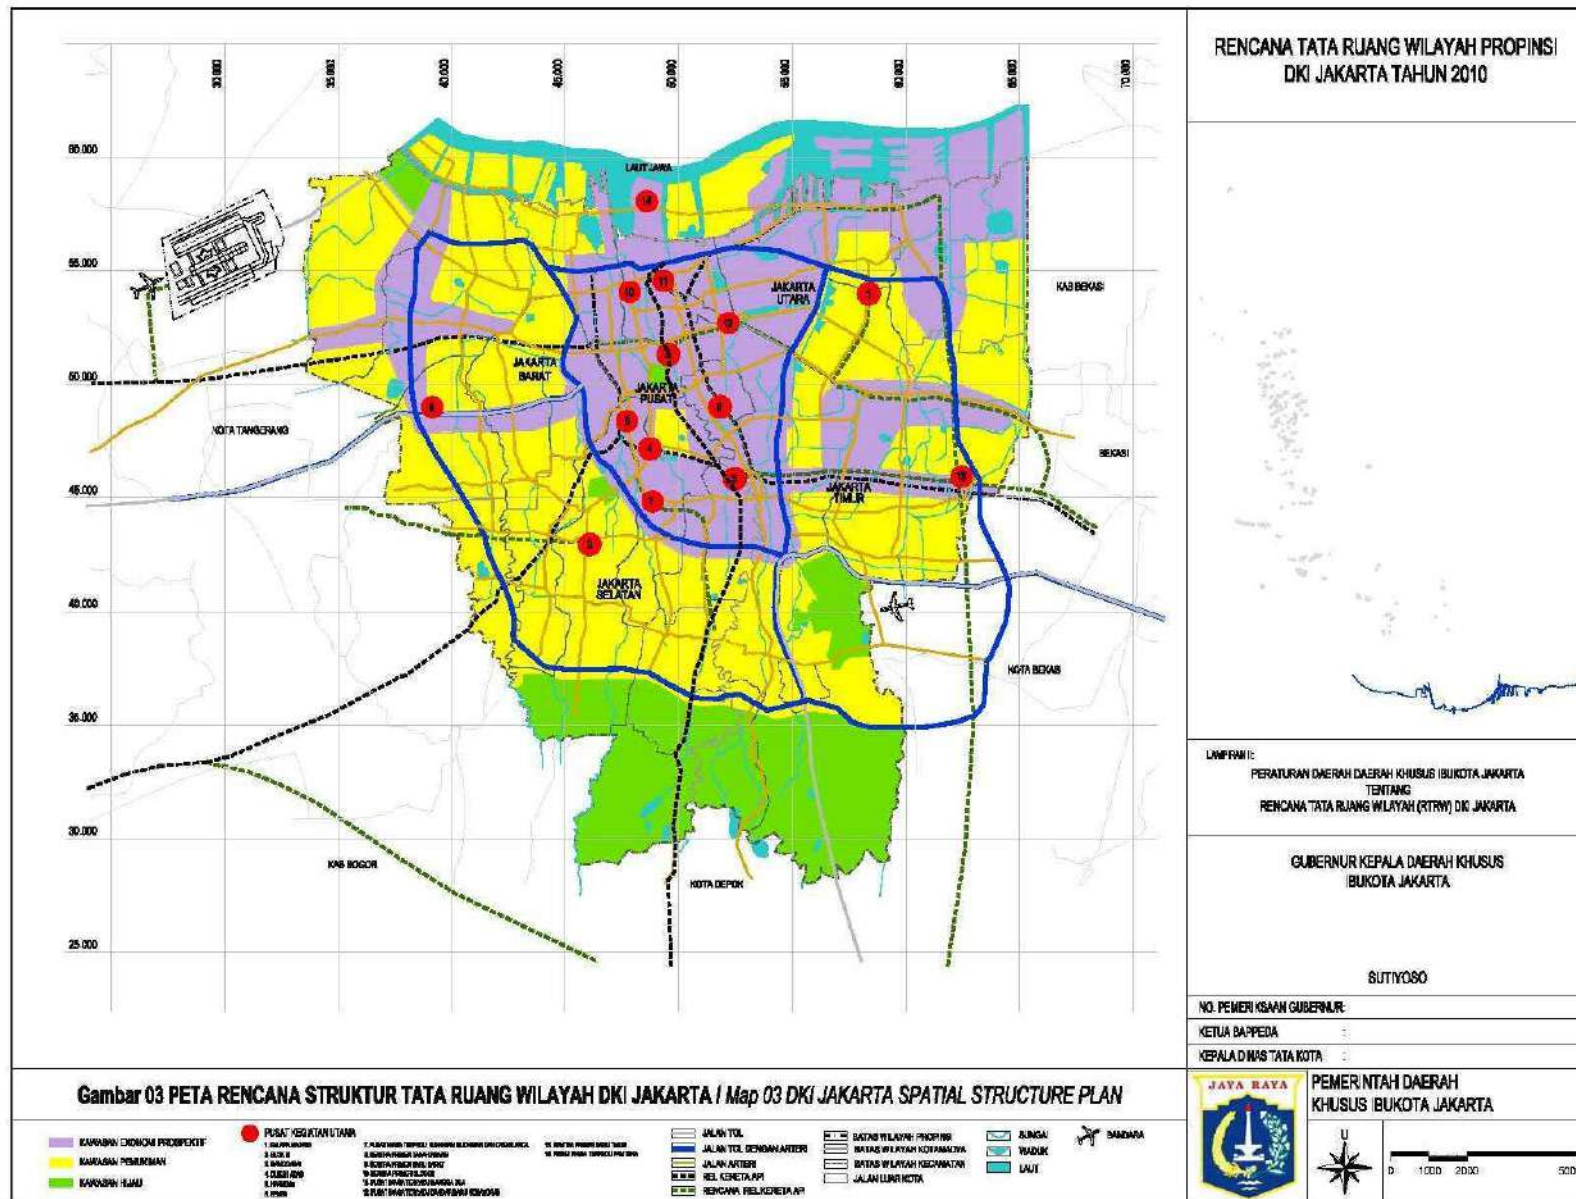 RENCANA TATA RUANG WILAYAH PROPINSI
DKI JAKARTA TAHUN 2010
30.000
35.000
40.000
45.000
50.000
55.000
60.000
65.000
70.000
60.000
55.000
50.000
45.000
40.000
35.000
30.000
25.000
LAUT JAWA
14
11
10
JAKARTA
UTARA
KAB BEKASI
12
JAKARTA
BARAT
JAKARTA
PUSAT
KOTA TANGERANG
BEKASI
JAKARTA
TIMUR
JAKARTA
SELATAN
KOTA BEKASI
KAB BOGOR
KOTA DEPOK
LAMPIRAN II:
PERATURAN DAERAH DAERAH KHUSUS IBUKOTA JAKARTA
TENTANG
RENCANA TATA RUANG WILAYAH (RTRW) DKI JAKARTA
GUBERNUR KEPALA DAERAH KHUSUS
IBUKOTA JAKARTA
SUTIYOSO
NO. PEMERIKSAAN GUBERNUR:
KETUA BAPPEDA :
KEPALA DINAS TATA KOTA :
Gambar 03 PETA RENCANA STRUKTUR TATA RUANG WILAYAH DKI JAKARTA / Map 03 DKI JAKARTA SPATIAL STRUCTURE PLAN
KAWASAN EKONOMI PROSPEKTIF
KAWASAN PEMUKIMAN
KAWASAN HIJAU
PUSAT KEGIATAN UTAMA
JALAN TOL
JALAN TOL DENGAN ARTERI
JALAN ARTERI
REL KERETA API
RENCANA REL KERETA API
BATAS WILAYAH PROPINSI
BATAS WILAYAH KOTAMADYA
BATAS WILAYAH KECAMATAN
JALAN LUAR KOTA
SUNGAI
WADUK
LAUT
BANDARA
JAYA RAYA
PEMERINTAH DAERAH
KHUSUS IBUKOTA JAKARTA
U
0 1000 2000